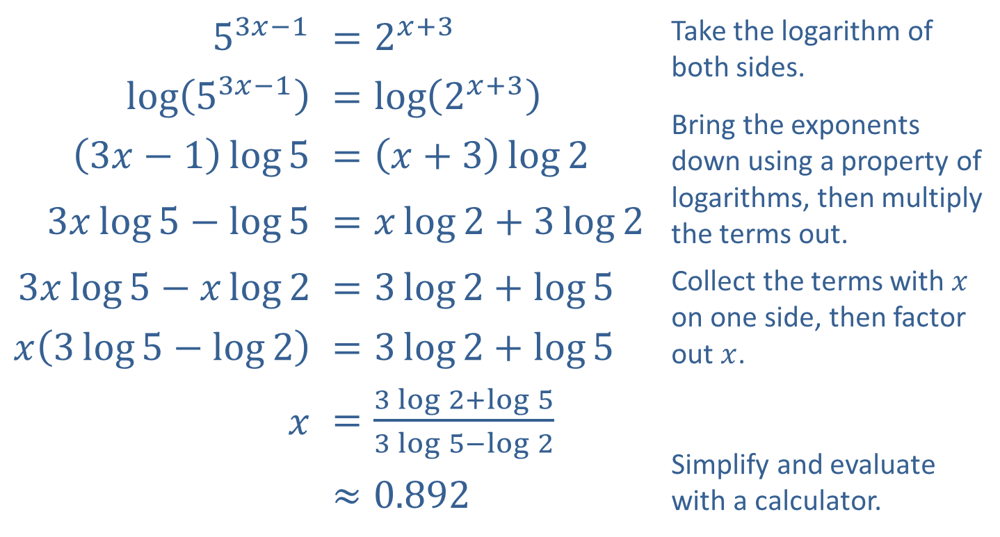 5^{3x−1} = 2^{x+3}
Take the logarithm of
both sides.
log(5^{3x−1}) = log(2^{x+3})
(3x − 1) log 5 = (x + 3) log 2
Bring the exponents
down using a property of
logarithms, then multiply
the terms out.
3x log 5 − log 5 = x log 2 + 3 log 2
3x log 5 − x log 2 = 3 log 2 + log 5
Collect the terms with x
on one side, then factor
out x.
x(3 log 5 − log 2) = 3 log 2 + log 5
x = \frac{3 log 2+log 5}{3 log 5−log 2}
≈ 0.892
Simplify and evaluate
with a calculator.